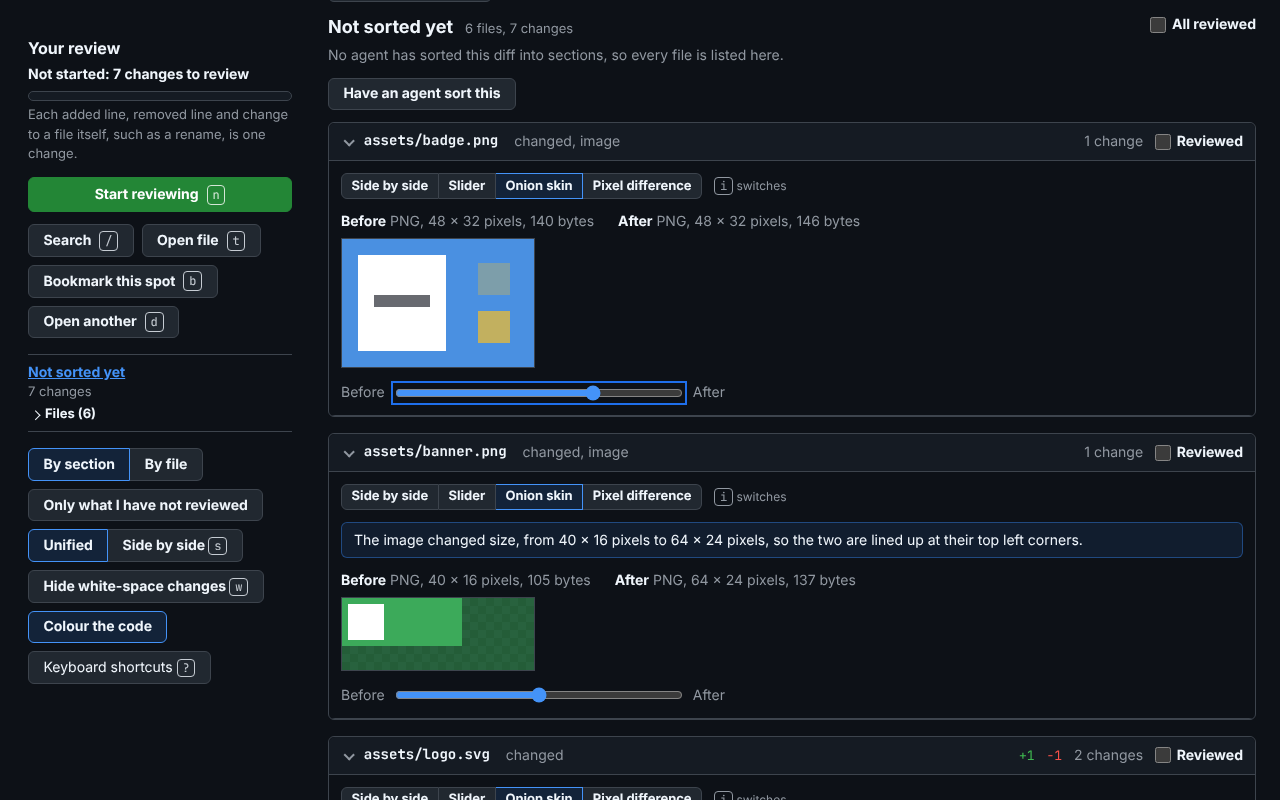 Your review
Not started: 7 changes to review
Each added line, removed line and change
to a file itself, such as a rename, is one
change.
Start reviewing n
Search / Open file t
Bookmark this spot b
Open another d
Not sorted yet
7 changes
Files (6)
By section By file
Only what I have not reviewed
Unified Side by side s
Hide white-space changes w
Colour the code
Keyboard shortcuts ?
Not sorted yet 6 files, 7 changes All reviewed
No agent has sorted this diff into sections, so every file is listed here.
Have an agent sort this
assets/badge.png changed, image 1 change Reviewed
Side by side Slider Onion skin Pixel difference i switches
Before PNG, 48 × 32 pixels, 140 bytes After PNG, 48 × 32 pixels, 146 bytes
Before After
assets/banner.png changed, image 1 change Reviewed
Side by side Slider Onion skin Pixel difference i switches
The image changed size, from 40 × 16 pixels to 64 × 24 pixels, so the two are lined up at their top left corners.
Before PNG, 40 × 16 pixels, 105 bytes After PNG, 64 × 24 pixels, 137 bytes
Before After
assets/logo.svg changed +1 -1 2 changes Reviewed
Side by side Slider Onion skin Pixel difference i switches